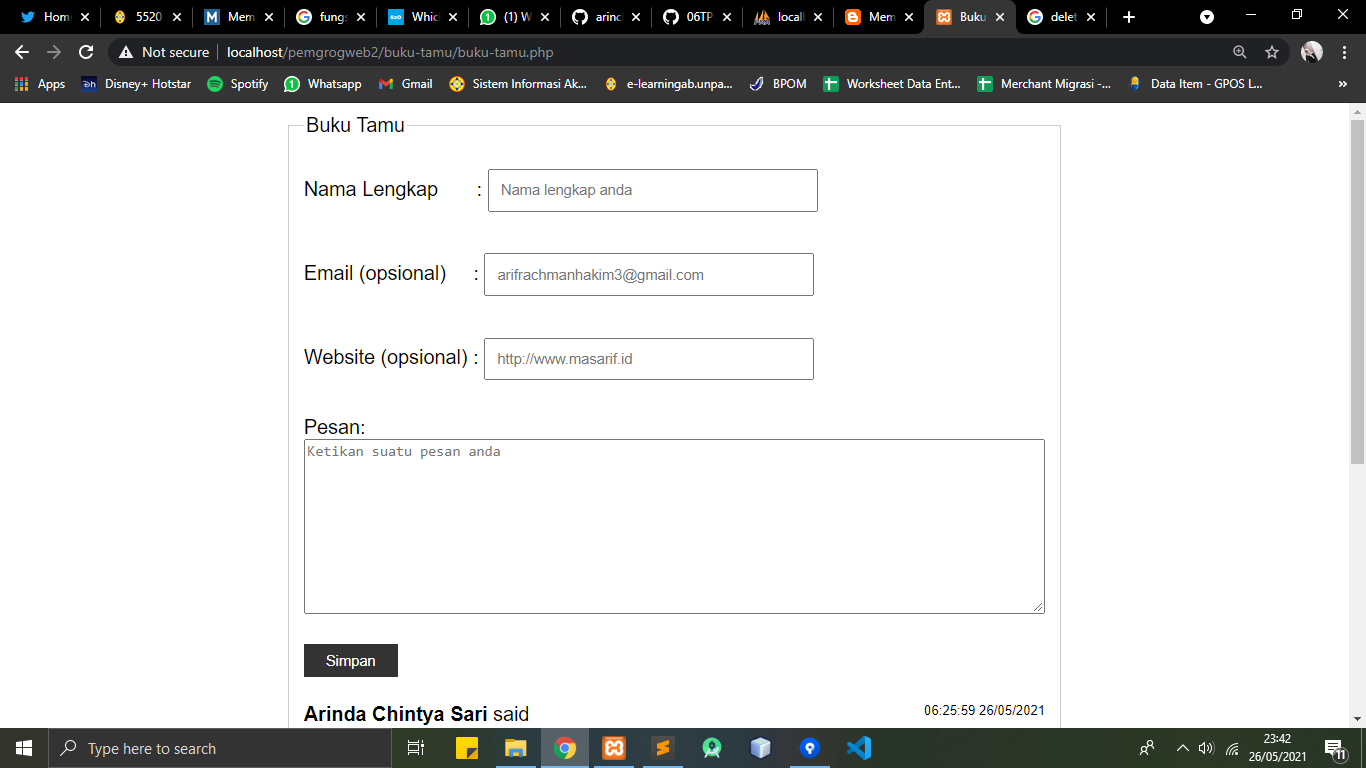 Hom
5520
Mem
fungs
Whic
(1) W
arinc
06TP
locall
Mem
Buku
delet
Not secure
localhost/pemgrogweb2/buku-tamu/buku-tamu.php
Apps
Disney+ Hotstar
Spotify
Whatsapp
Gmail
Sistem Informasi Ak...
e-learningab.unpa...
BPOM
Worksheet Data Ent...
Merchant Migrasi -...
Data Item - GPOS L...
»
Buku Tamu
Nama Lengkap : Nama lengkap anda
Email (opsional) : arifrachmanhakim3@gmail.com
Website (opsional) : http://www.masarif.id
Pesan:
Ketikan suatu pesan anda
Simpan
Arinda Chintya Sari said 06:25:59 26/05/2021
Type here to search
23:42
26/05/2021
11